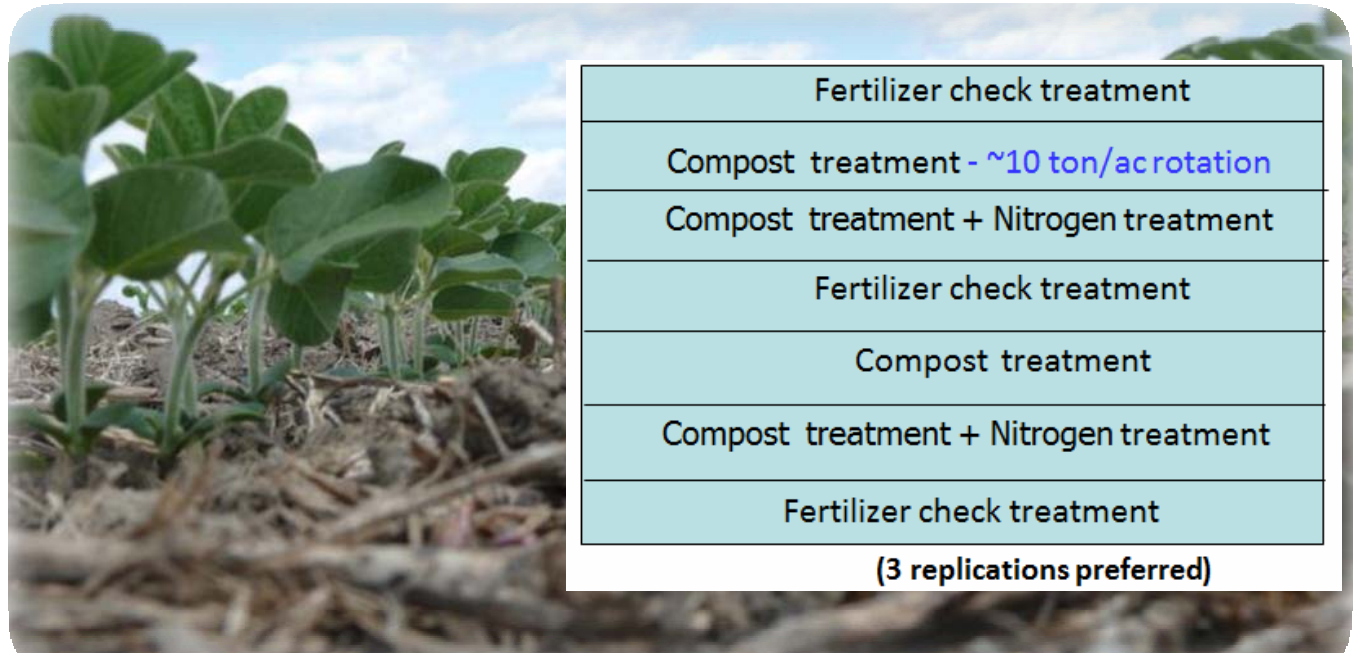 Fertilizer check treatment
Compost treatment - ~10 ton/ac rotation
Compost treatment + Nitrogen treatment
Fertilizer check treatment
Compost treatment
Compost treatment + Nitrogen treatment
Fertilizer check treatment
(3 replications preferred)